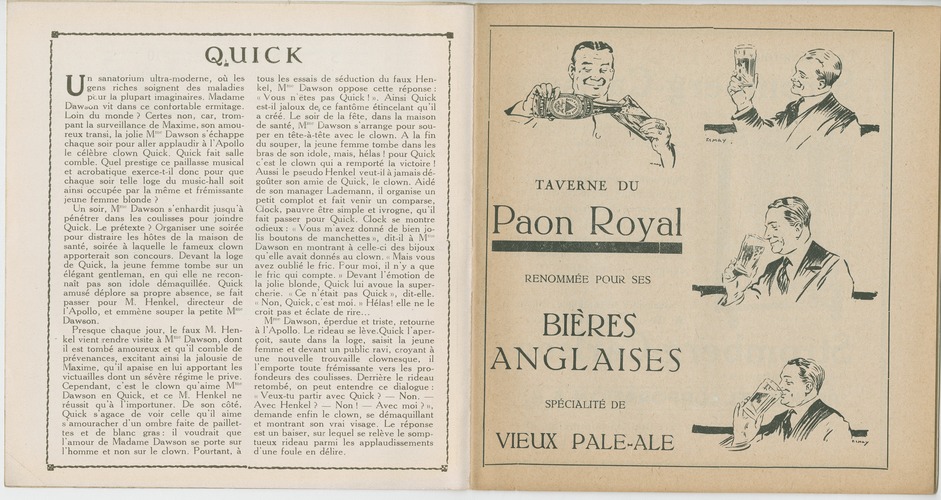 QUICK
Un sanatorium ultra-moderne, où les
gens riches soignent des maladies
pour la plupart imaginaires. Madame
Dawson vit dans ce confortable ermitage.
Loin du monde ? Certes non, car, trom-
pant la surveillance de Maxime, son amou-
reux transi, la jolie Mme Dawson s'échappe
chaque soir pour aller applaudir à l'Apollo
le célèbre clown Quick. Quick fait salle
comble. Quel prestige ce paillasse musical
et acrobatique exerce-t-il donc pour que
chaque soir telle loge du music-hall soit
ainsi occupée par la même et frémissante
jeune femme blonde ?
Un soir, Mme Dawson s'enhardit jusqu'à
pénétrer dans les coulisses pour joindre
Quick. Le prétexte ? Organiser une soirée
pour distraire les hôtes de la maison de
santé, soirée à laquelle le fameux clown
apporterait son concours. Devant la loge
de Quick, la jeune femme tombe sur un
élégant gentleman, en qui elle ne recon-
naît pas son idole démaquillée. Quick
amusé déplore sa propre absence, se fait
passer pour M. Henkel, directeur de
l'Apollo, et emmène souper la petite Mme
Dawson.
Presque chaque jour, le faux M. Hen-
kel vient rendre visite à Mme Dawson, dont
il est tombé amoureux et qu'il comble de
prévenances, excitant ainsi la jalousie de
Maxime, qu'il apaise en lui apportant les
victuailles dont un sévère régime le prive.
Cependant, c'est le clown qu'aime Mme
Dawson en Quick, et ce M. Henkel ne
réussit qu'à l'importuner. De son côté,
Quick s'agace de voir celle qu'il aime
s'amouracher d'un ombre faite de paillet-
tes et de blanc gras : il voudrait que
l'amour de Madame Dawson se porte sur
l'homme et non sur le clown. Pourtant, à
tous les essais de séduction du faux Hen-
kel, Mme Dawson oppose cette réponse :
« Vous n'êtes pas Quick ! ». Ainsi Quick
est-il jaloux de ce fantôme étincelant qu'il
a créé. Le soir de la fête, dans la maison
de santé, Mme Dawson s'arrange pour sou-
per en tête-à-tête avec le clown. A la fin
du souper, la jeune femme tombe dans les
bras de son idole, mais, hélas ! pour Quick
c'est le clown qui a remporté la victoire !
Aussi le pseudo Henkel veut-il à jamais dé-
goûter son amie de Quick, le clown. Aidé
de son manager Lademann, il organise un
petit complot et fait venir un comparse,
Clock, pauvre être simple et ivrogne, qu'il
fait passer pour Quick. Clock se montre
odieux : « Vous m'avez donné de bien jo-
lis boutons de manchettes », dit-il à Mme
Dawson en montrant à celle-ci des bijoux
qu'elle avait donnés au clown. « Mais vous
avez oublié le fric. Pour moi, il n'y a que
le fric qui compte. » Devant l'émotion de
la jolie blonde, Quick lui avoue la super-
cherie. « Ce n'était pas Quick », dit-elle.
« Non, Quick, c'est moi. » Hélas! elle ne le
croit pas et éclate de rire...
Mme Dawson, éperdue et triste, retourne
à l'Apollo. Le rideau se lève. Quick l'aper-
çoit, saute dans la loge, saisit la jeune
femme et devant un public ravi, croyant à
une nouvelle trouvaille clownesque, il
l'emporte toute frémissante vers les pro-
fondeurs des coulisses. Derrière le rideau
retombé, on peut entendre ce dialogue :
« Veux-tu partir avec Quick ? — Non. —
Avec Henkel ? — Non ! — Avec moi ? »,
demande enfin le clown, se démaquillant
et montrant son vrai visage. Le réponse
est un baiser, sur lequel se relève le somp-
tueux rideau parmi les applaudissements
d'une foule en délire.
TAVERNE DU
Paon Royal
RENOMMÉE POUR SES
BIÈRES
ANGLAISES
SPÉCIALITÉ DE
VIEUX PALE-ALE